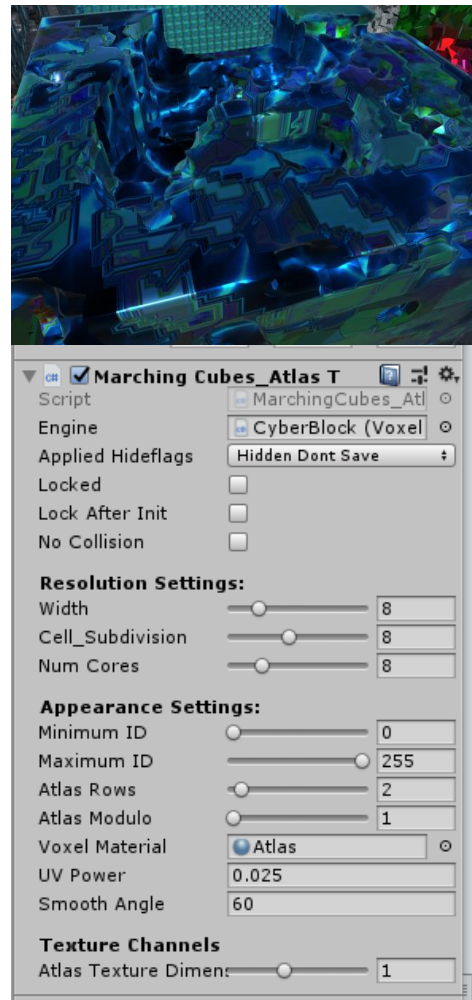 Marching Cubes_Atlas T
Script MarchingCubes_Atl
Engine CyberBlock (Voxel
Applied Hideflags Hidden Dont Save
Locked
Lock After Init
No Collision
Resolution Settings:
Width 8
Cell_Subdivision 8
Num Cores 8
Appearance Settings:
Minimum ID 0
Maximum ID 255
Atlas Rows 2
Atlas Modulo 1
Voxel Material Atlas
UV Power 0.025
Smooth Angle 60
Texture Channels
Atlas Texture Dimen: 1